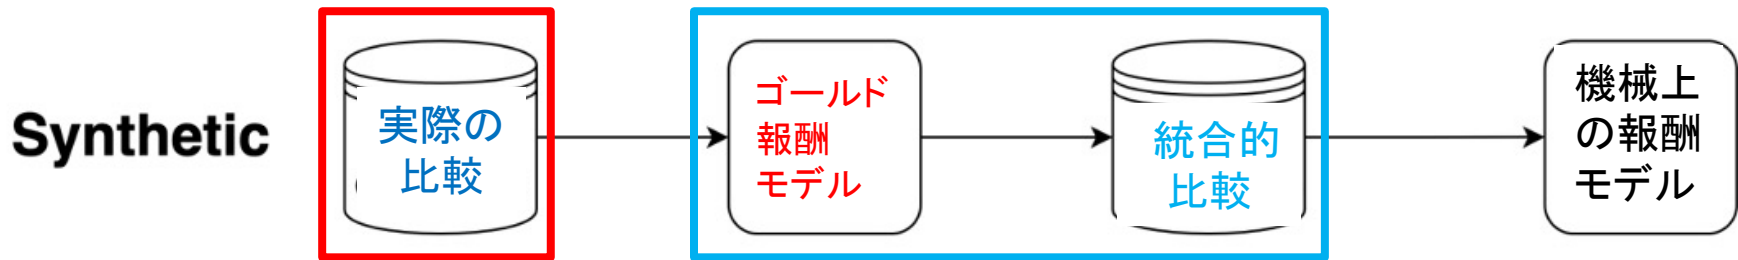 Synthetic
実際の
比較
ゴールド
報酬
モデル
統合的
比較
機械上
の報酬
モデル